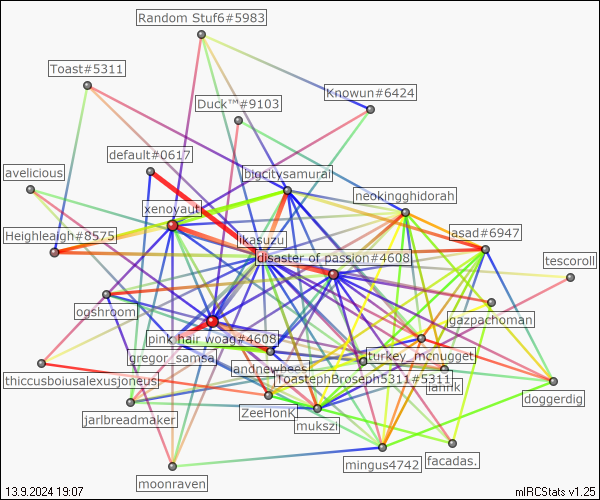 Random Stuf6#5983
Toast#5311
Knowun#6424
Duck™#9103
default#0617
avelicious
bigcitysamurai
neokingghidorah
xenoyaut
Heighleaigh#8575
ikasuzu
asad#6947
disaster of passion#4608
tescoroll
ogshroom
gazpachoman
pink hair woag#4608
gregor_samsa
turkey_mcnugget
andnewbees
thiccusboiusalexusjoneus
ToastephBroseph5311#5311
doggerdig
jarlbreadmaker
ZeeHonk
mukszi
mingus4742
facadas.
moonraven
13.9.2024 19:07
mIRCStats v1.25